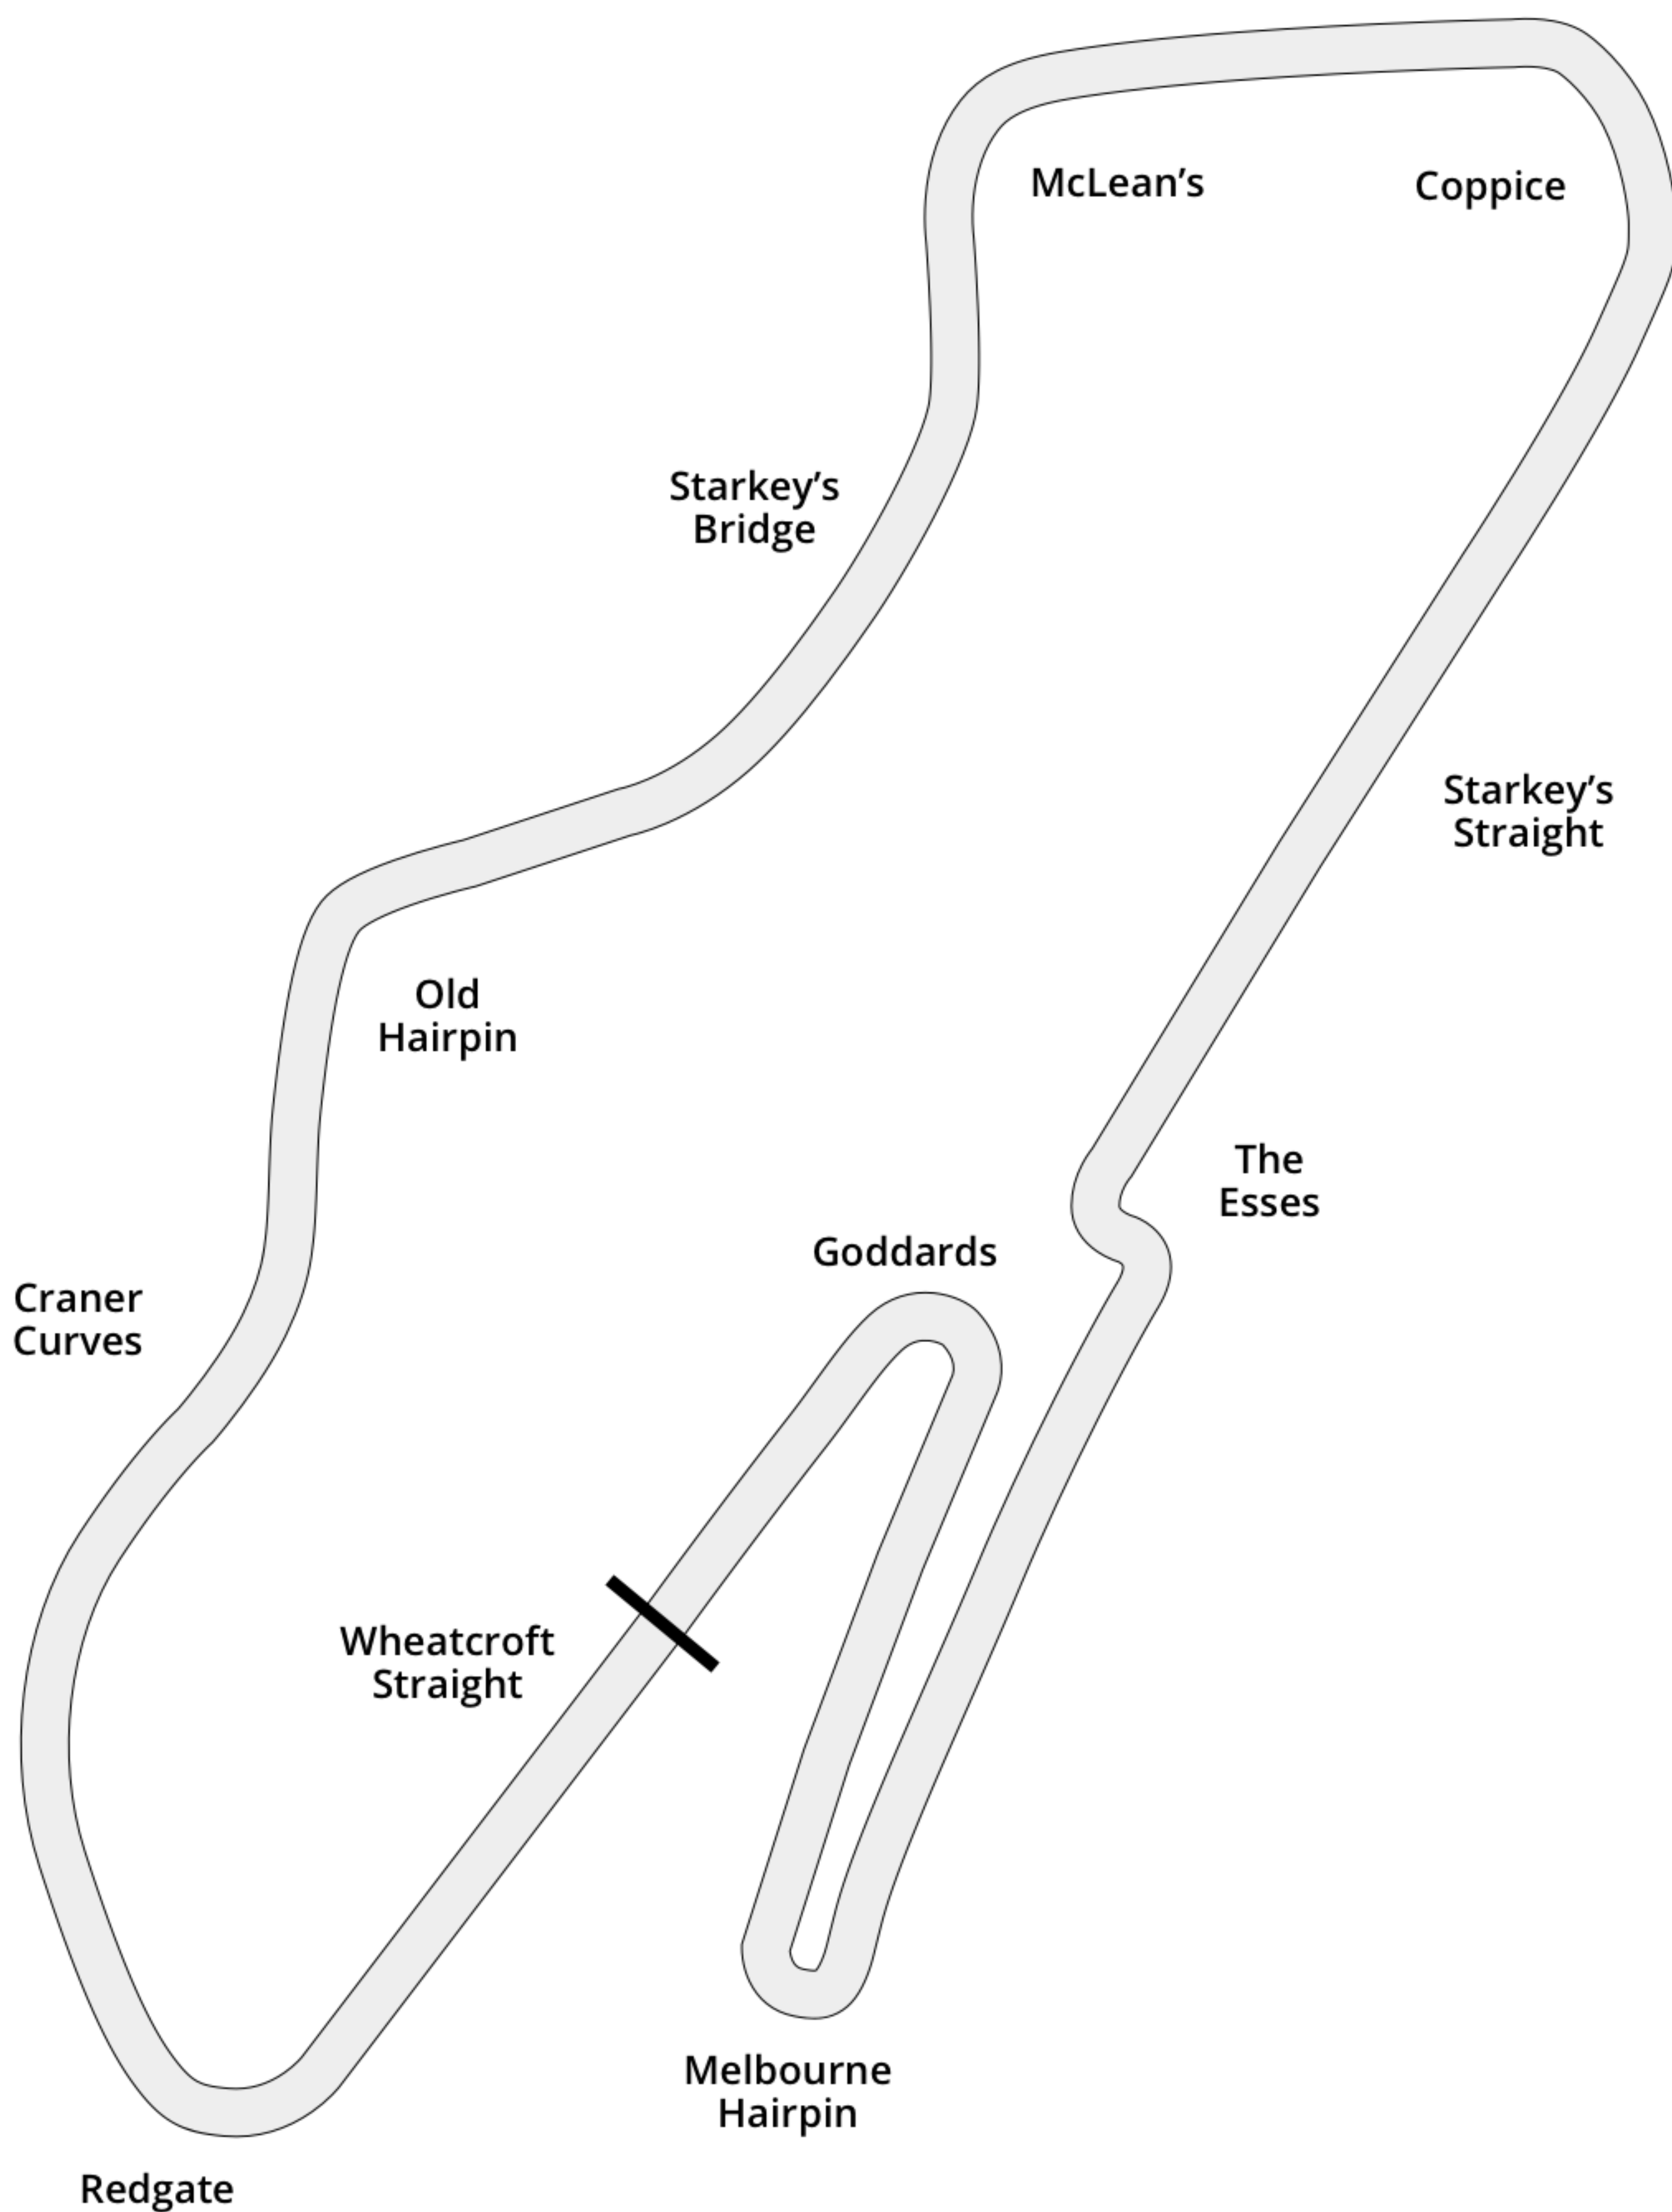 McLean’s
Coppice
Starkey’s
Bridge
Starkey’s
Straight
Old
Hairpin
The
Esses
Goddards
Craner
Curves
Wheatcroft
Straight
Melbourne
Hairpin
Redgate